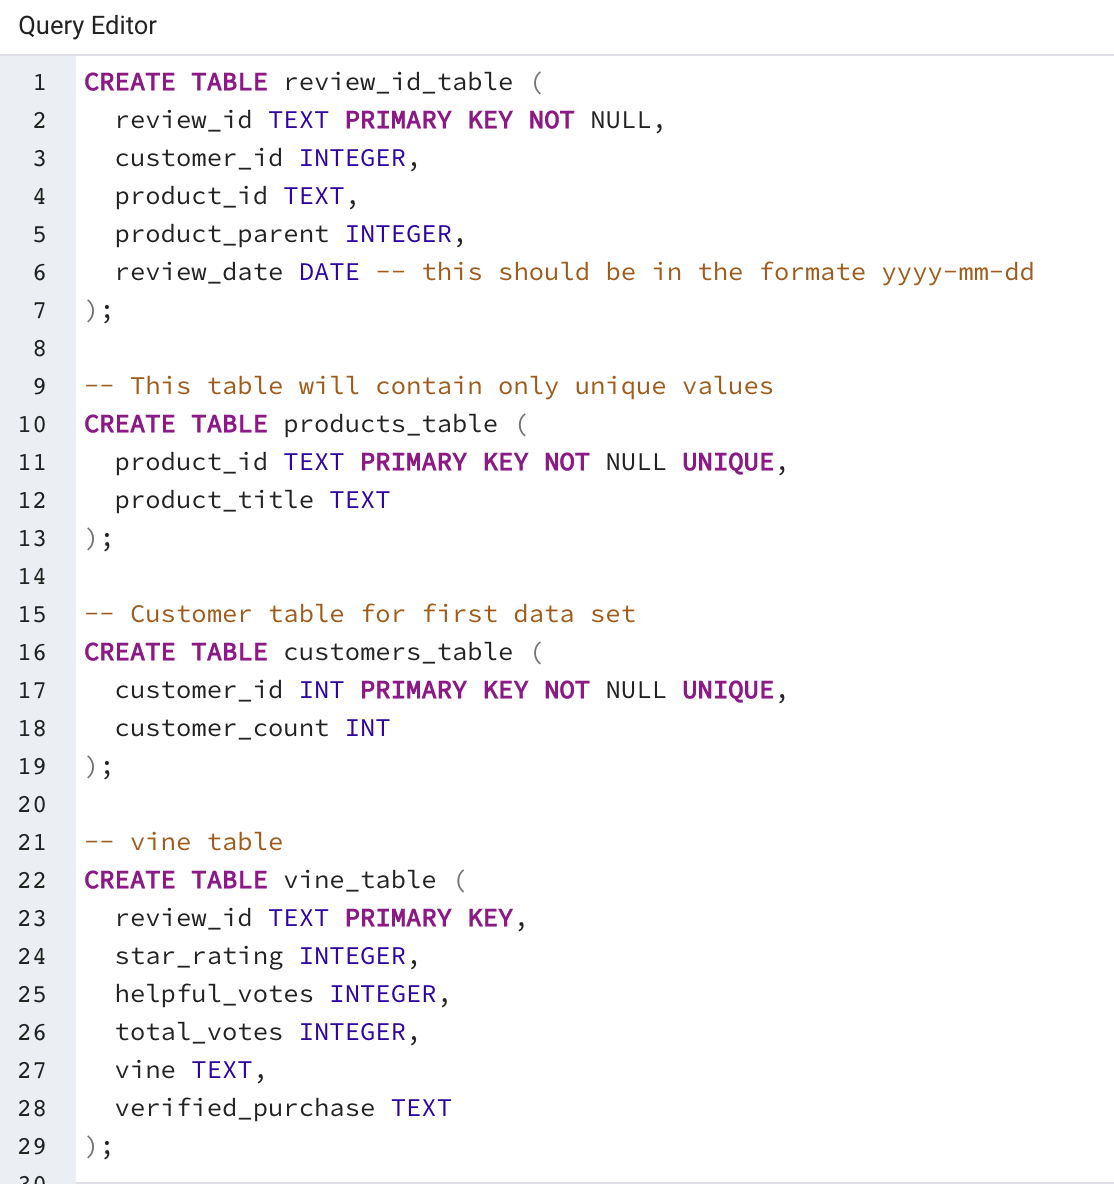 Query Editor
1 CREATE TABLE review_id_table (
2 review_id TEXT PRIMARY KEY NOT NULL,
3 customer_id INTEGER,
4 product_id TEXT,
5 product_parent INTEGER,
6 review_date DATE -- this should be in the formate yyyy-mm-dd
7 );
8
9 -- This table will contain only unique values
10 CREATE TABLE products_table (
11 product_id TEXT PRIMARY KEY NOT NULL UNIQUE,
12 product_title TEXT
13 );
14
15 -- Customer table for first data set
16 CREATE TABLE customers_table (
17 customer_id INT PRIMARY KEY NOT NULL UNIQUE,
18 customer_count INT
19 );
20
21 -- vine table
22 CREATE TABLE vine_table (
23 review_id TEXT PRIMARY KEY,
24 star_rating INTEGER,
25 helpful_votes INTEGER,
26 total_votes INTEGER,
27 vine TEXT,
28 verified_purchase TEXT
29 );
30